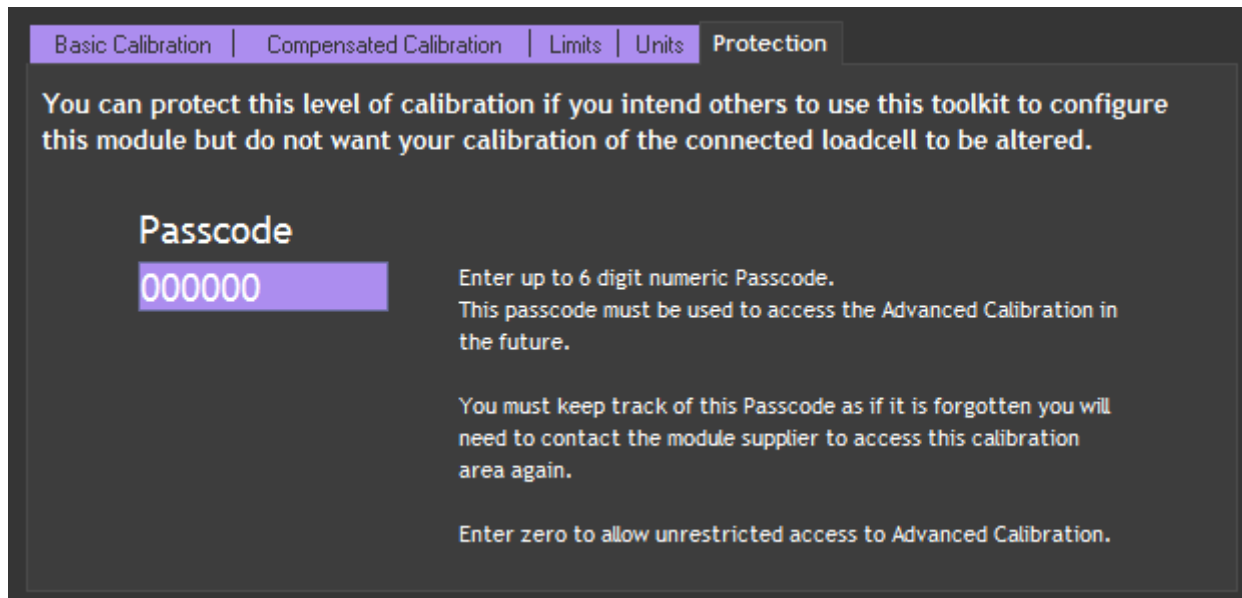 Basic Calibration | Compensated Calibration | Limits | Units Protection
You can protect this level of calibration if you intend others to use this toolkit to configure
this module but do not want your calibration of the connected loadcell to be altered.
Passcode
000000
Enter up to 6 digit numeric Passcode.
This passcode must be used to access the Advanced Calibration in
the future.
You must keep track of this Passcode as if it is forgotten you will
need to contact the module supplier to access this calibration
area again.
Enter zero to allow unrestricted access to Advanced Calibration.